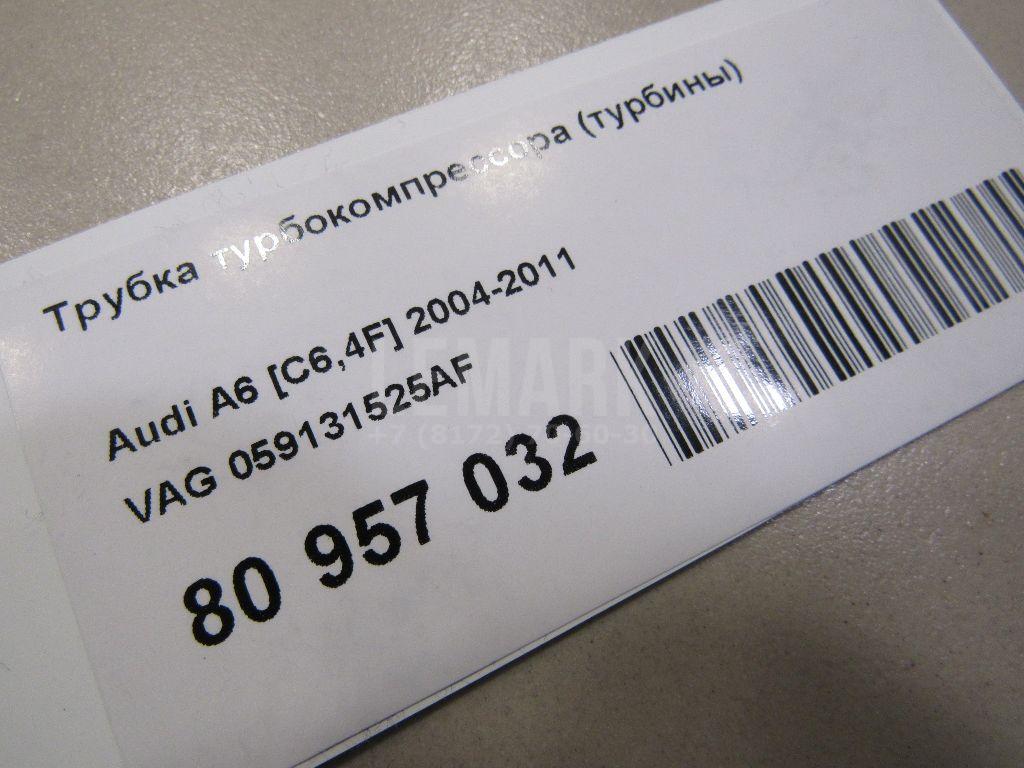 Трубка турбокомпрессора (турбины)
Audi A6 [C6,4F] 2004-2011
VAG 059131525AF
80 957 032